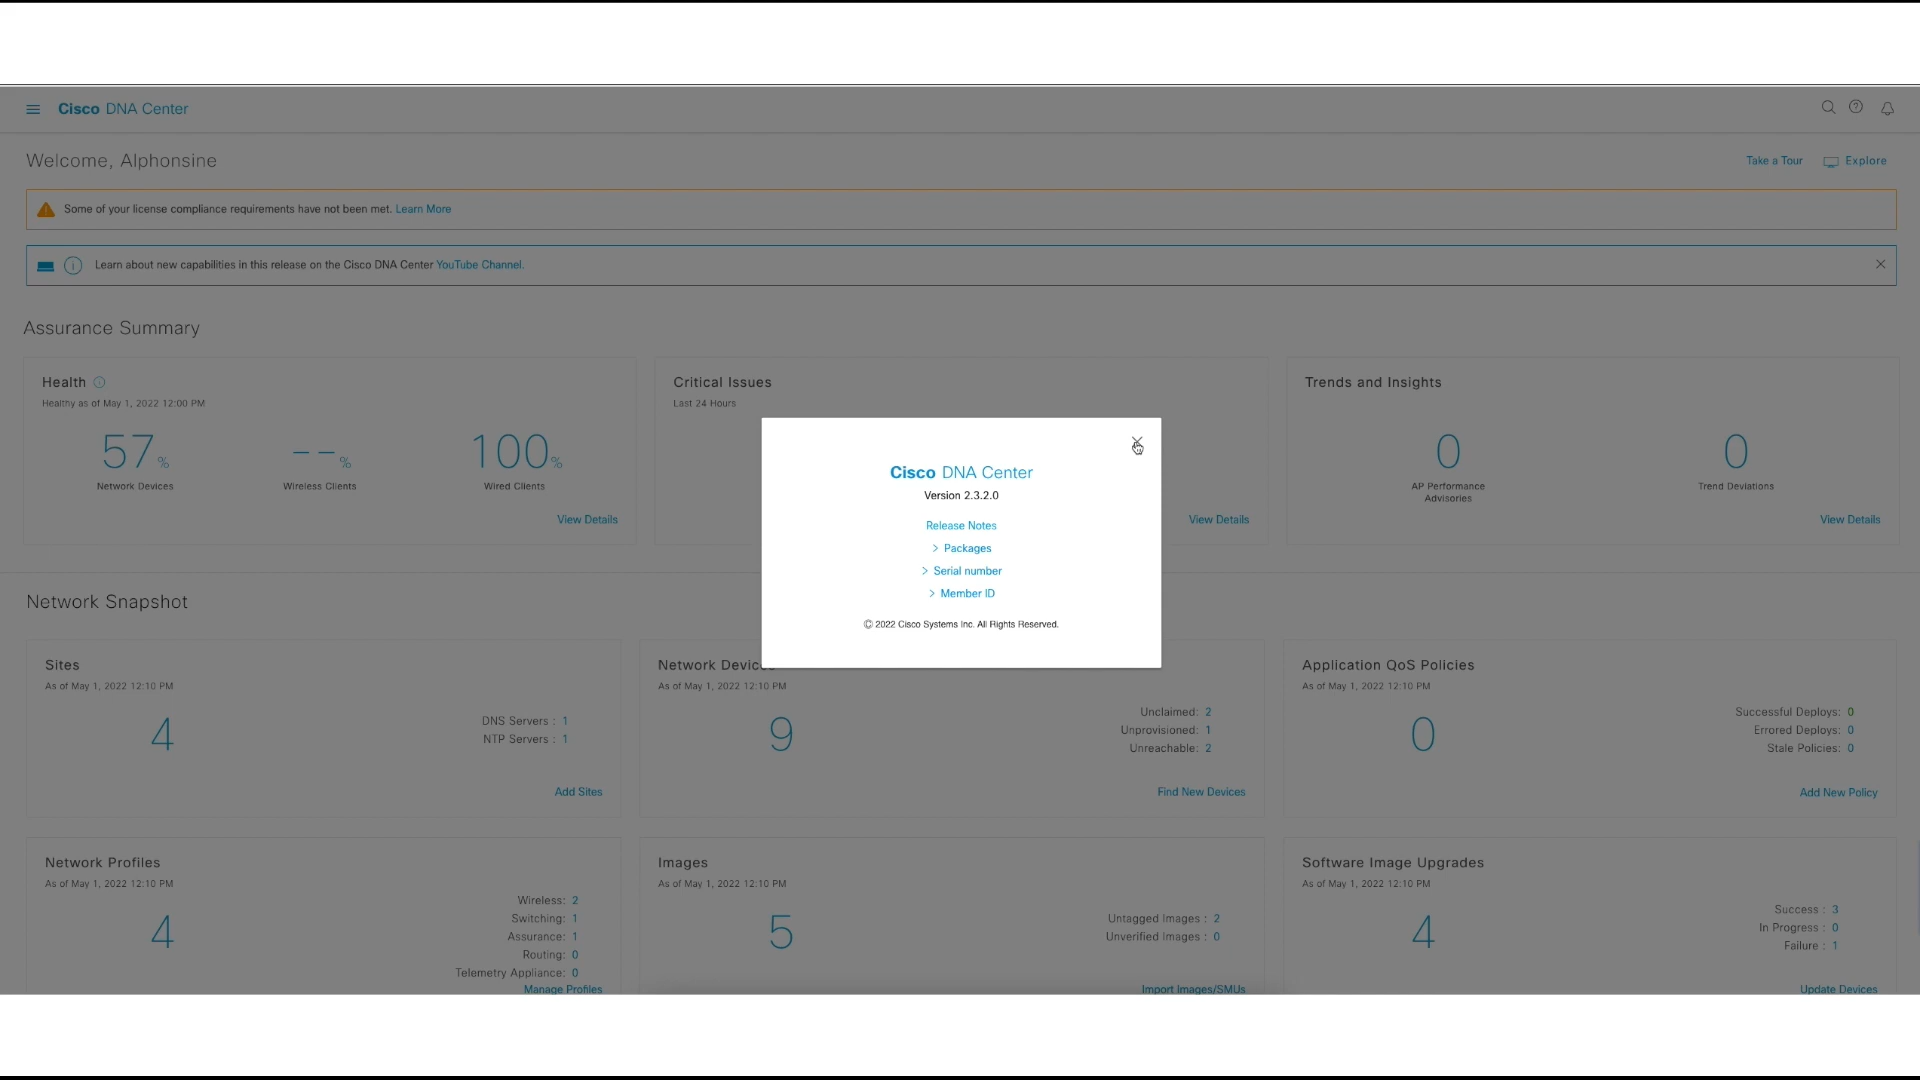 Cisco DNA Center
Welcome, Alphonsine
Take a Tour
Explore
Some of your license compliance requirements have not been met. Learn More
Learn about new capabilities in this release on the Cisco DNA Center YouTube Channel.
Assurance Summary
Health
Healthy as of May 1, 2022 12:00 PM
57%
Network Devices
--%
Wireless Clients
100%
Wired Clients
View Details
Critical Issues
Last 24 Hours
View Details
Trends and Insights
0
AP Performance
Advisories
0
Trend Deviations
View Details
Cisco DNA Center
Version 2.3.2.0
Release Notes
> Packages
> Serial number
> Member ID
© 2022 Cisco Systems Inc. All Rights Reserved.
Network Snapshot
Sites
As of May 1, 2022 12:10 PM
4
DNS Servers : 1
NTP Servers : 1
Add Sites
Network Devices
As of May 1, 2022 12:10 PM
9
Unclaimed: 2
Unprovisioned: 1
Unreachable: 2
Find New Devices
Application QoS Policies
As of May 1, 2022 12:10 PM
0
Successful Deploys: 0
Errored Deploys: 0
Stale Policies: 0
Add New Policy
Network Profiles
As of May 1, 2022 12:10 PM
4
Wireless: 2
Switching: 1
Assurance: 1
Routing: 0
Telemetry Appliance: 0
Manage Profiles
Images
As of May 1, 2022 12:10 PM
5
Untagged Images : 2
Unverified Images : 0
Import Images/SMUs
Software Image Upgrades
As of May 1, 2022 12:10 PM
4
Success : 3
In Progress : 0
Failure : 1
Update Devices